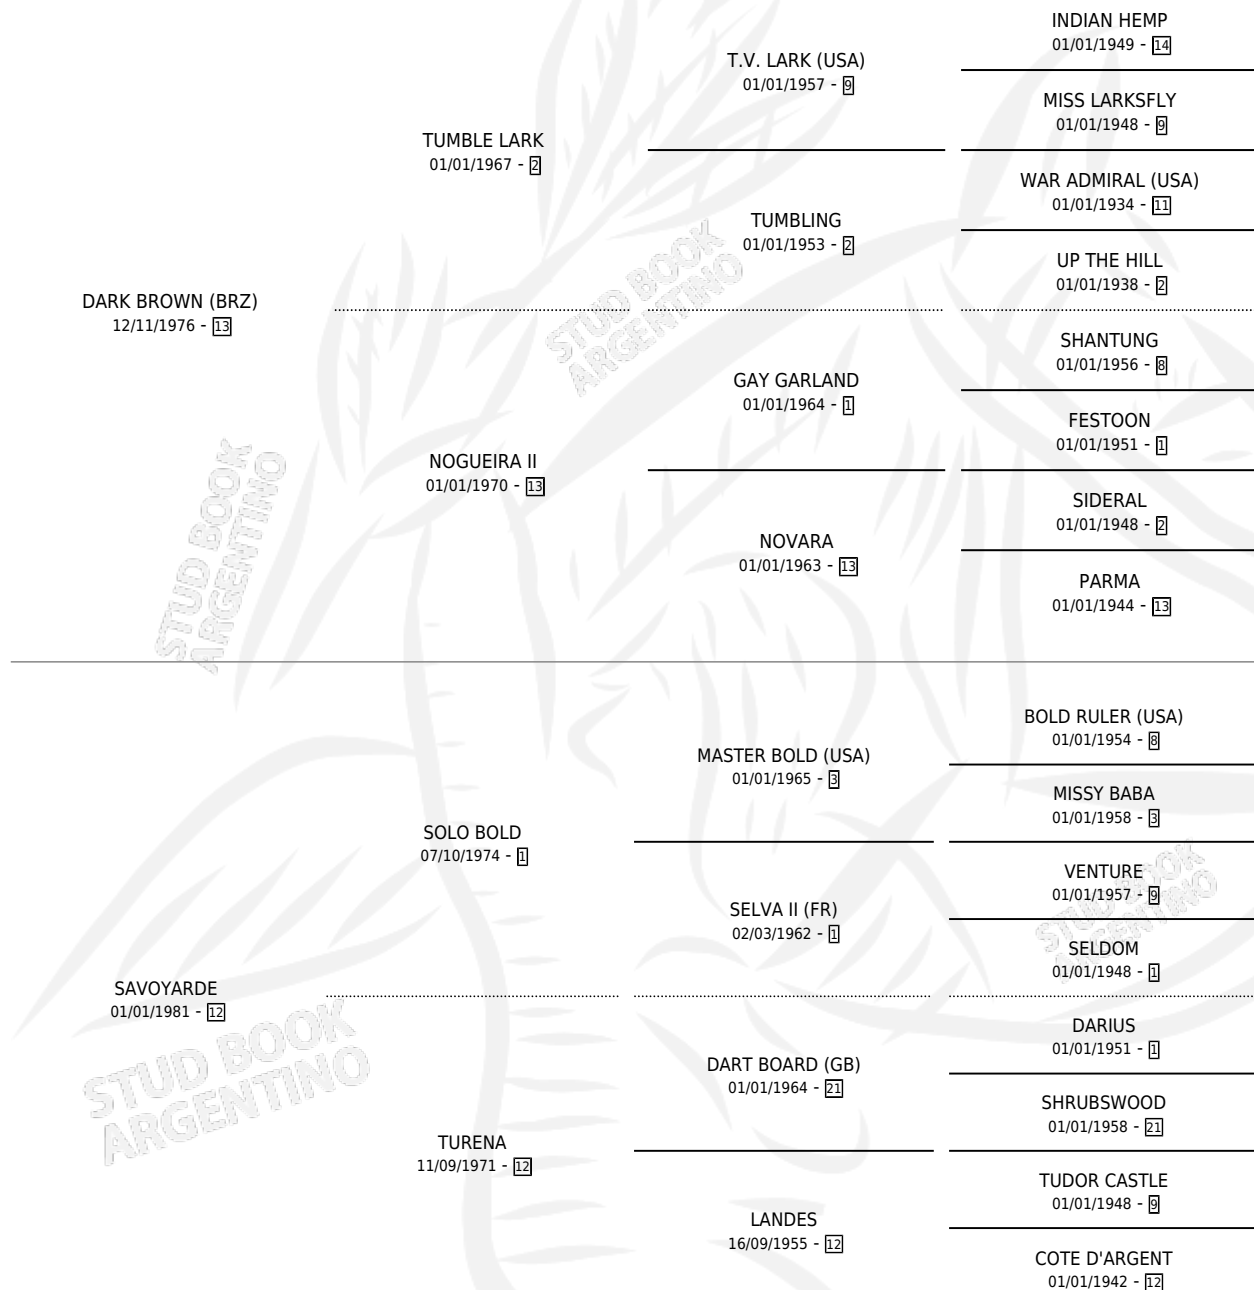 INDIAN HEMP
01/01/1949 - 14
T.V. LARK (USA)
01/01/1957 - 9
MISS LARKSFLY
01/01/1948 - 9
TUMBLE LARK
01/01/1967 - 2
WAR ADMIRAL (USA)
01/01/1934 - 11
TUMBLING
01/01/1953 - 2
UP THE HILL
01/01/1938 - 2
DARK BROWN (BRZ)
12/11/1976 - 13
STUD BOOK
ARGENTINO
SHANTUNG
01/01/1956 - 8
GAY GARLAND
01/01/1964 - 1
FESTOON
01/01/1951 - 1
NOGUEIRA II
01/01/1970 - 13
SIDERAL
01/01/1948 - 2
NOVARA
01/01/1963 - 13
PARMA
01/01/1944 - 13
STUD BOOK
ARGENTINO
BOLD RULER (USA)
01/01/1954 - 8
MASTER BOLD (USA)
01/01/1965 - 3
MISSY BABA
01/01/1958 - 3
SOLO BOLD
07/10/1974 - 1
VENTURE
01/01/1957 - 9
SELVA II (FR)
02/03/1962 - 1
STUD BOOK
ARGENTINO
SELDOM
01/01/1948 - 1
SAVOYARDE
01/01/1981 - 12
STUD BOOK
ARGENTINO
DARIUS
01/01/1951 - 1
DART BOARD (GB)
01/01/1964 - 21
SHRUBSWOOD
01/01/1958 - 21
TURENA
11/09/1971 - 12
TUDOR CASTLE
01/01/1948 - 9
LANDES
16/09/1955 - 12
COTE D'ARGENT
01/01/1942 - 12